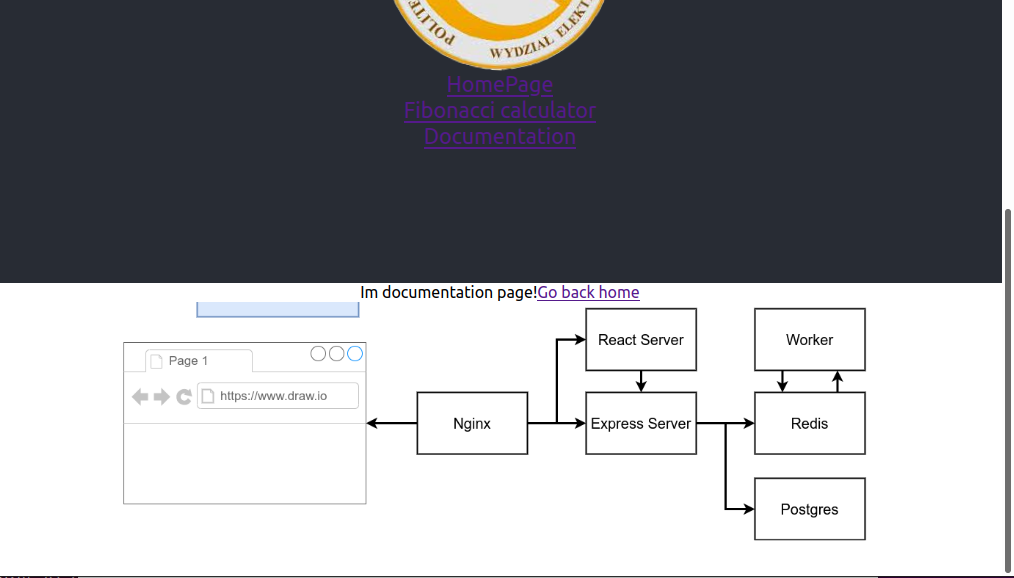 POLITE
WYDZIAŁ ELEKT
HomePage
Fibonacci calculator
Documentation
Im documentation page!Go back home
React Server
Worker
Page 1
https://www.draw.io
Nginx
Express Server
Redis
Postgres